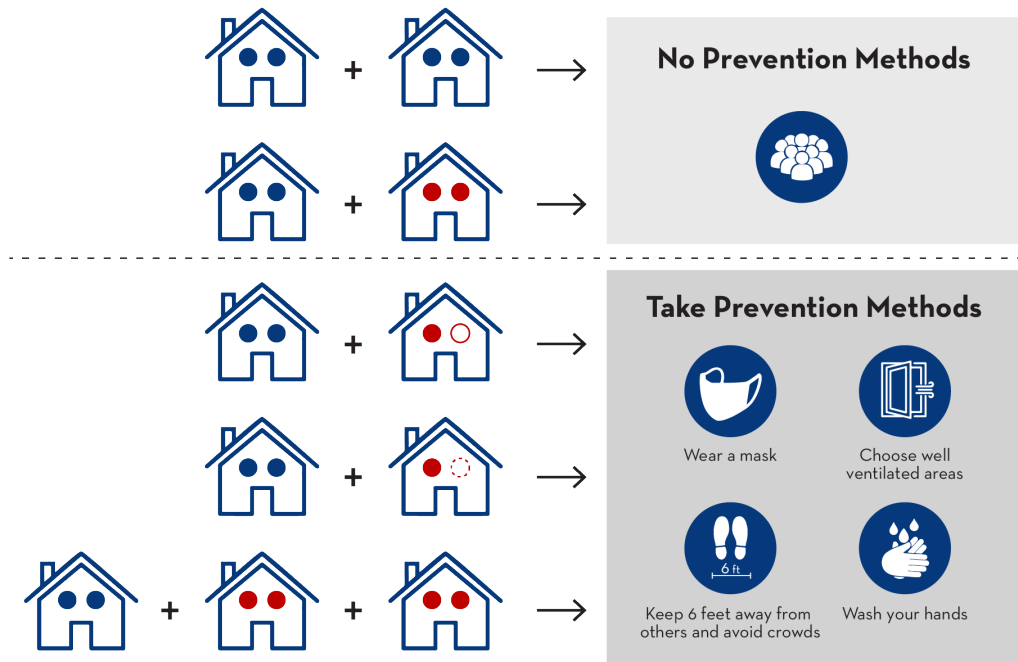 No Prevention Methods
+
+
Take Prevention Methods
+
Wear a mask
Choose well
ventilated areas
+
6 ft
Keep 6 feet away from
others and avoid crowds
Wash your hands
+ +